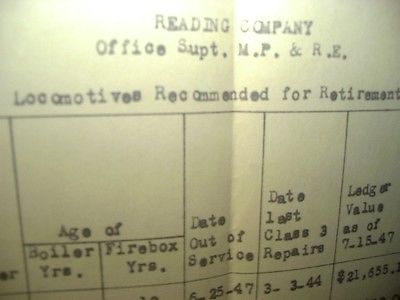 READING COMPANY
Office Supt. M.P. & R.E.
Locomotives Recommended for Retirement
Age of
Boiler Yrs.
Firebox Yrs.
Date Out of Service
Date last Class 3 Repairs
Ledger Value as of 7-15-47
6-25-47 3- 3-44 $21,655.